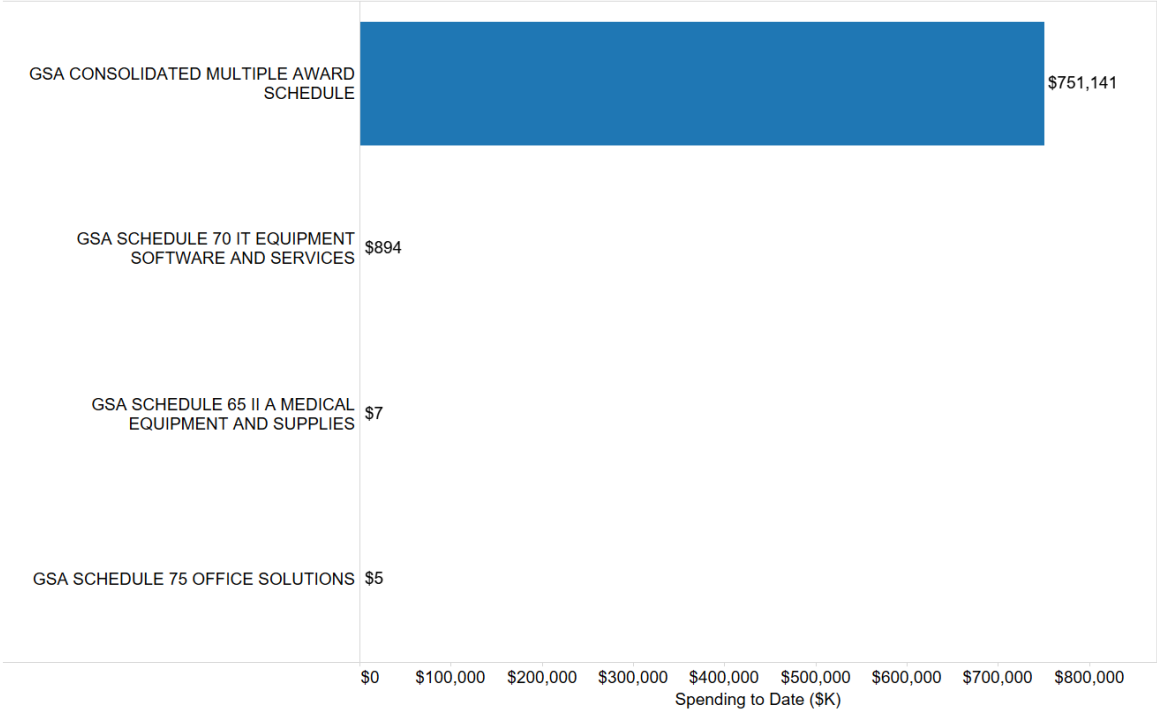 GSA CONSOLIDATED MULTIPLE AWARD
SCHEDULE
$751,141
GSA SCHEDULE 70 IT EQUIPMENT
SOFTWARE AND SERVICES
$894
GSA SCHEDULE 65 II A MEDICAL
EQUIPMENT AND SUPPLIES
$7
GSA SCHEDULE 75 OFFICE SOLUTIONS
$5
$0 $100,000 $200,000 $300,000 $400,000 $500,000 $600,000 $700,000 $800,000
Spending to Date ($K)